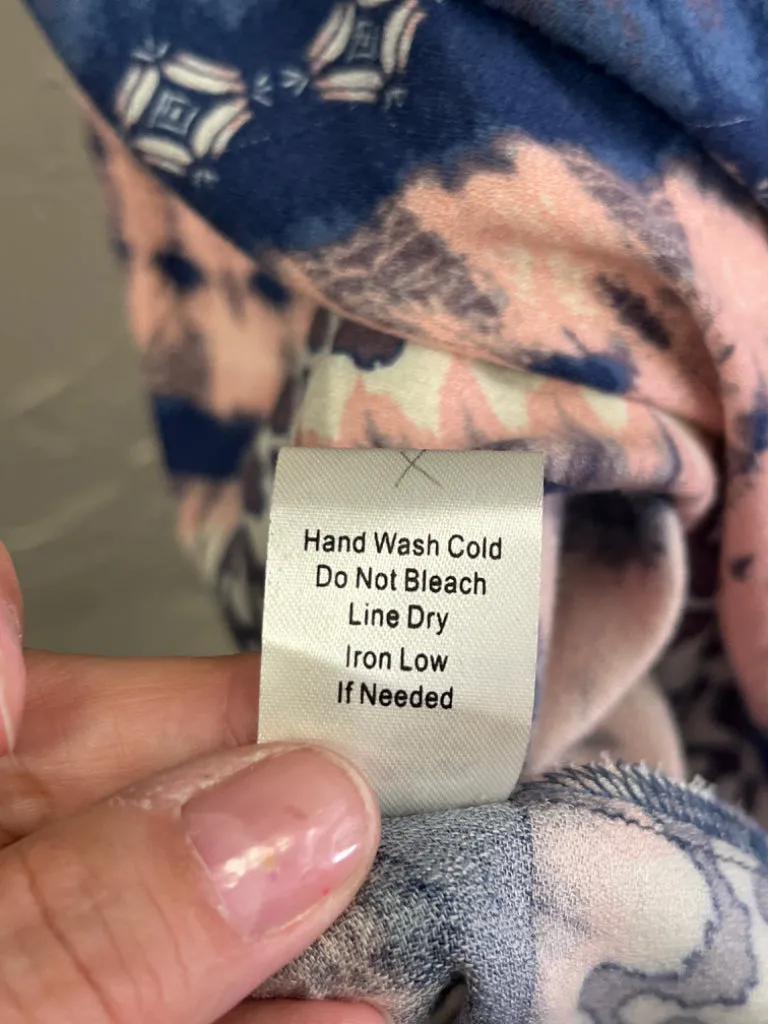 Hand Wash Cold
Do Not Bleach
Line Dry
Iron Low
If Needed